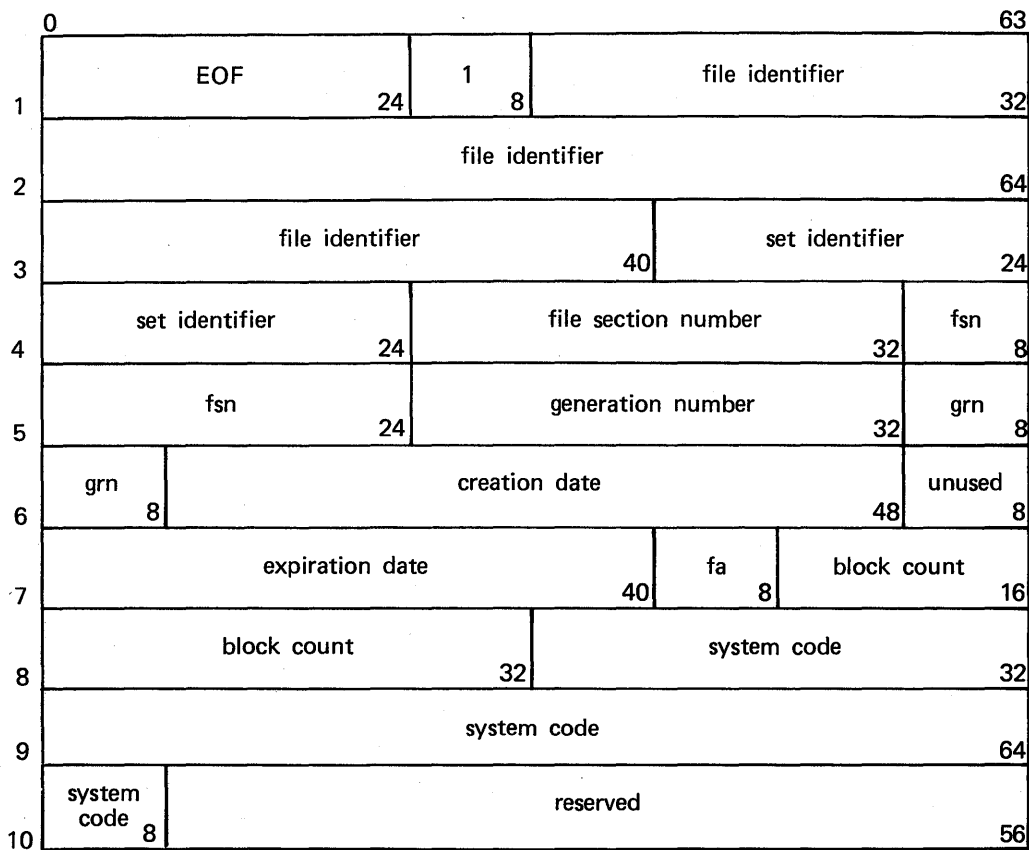 0 63
EOF 1 file identifier
1 24 8 32
file identifier
2 64
file identifier set identifier
3 40 24
set identifier file section number fsn
4 24 32 8
fsn generation number grn
5 24 32 8
grn creation date unused
6 8 48 8
expiration date fa block count
7 40 8 16
block count system code
8 32 32
system code
9 64
system
code reserved
10 8 56